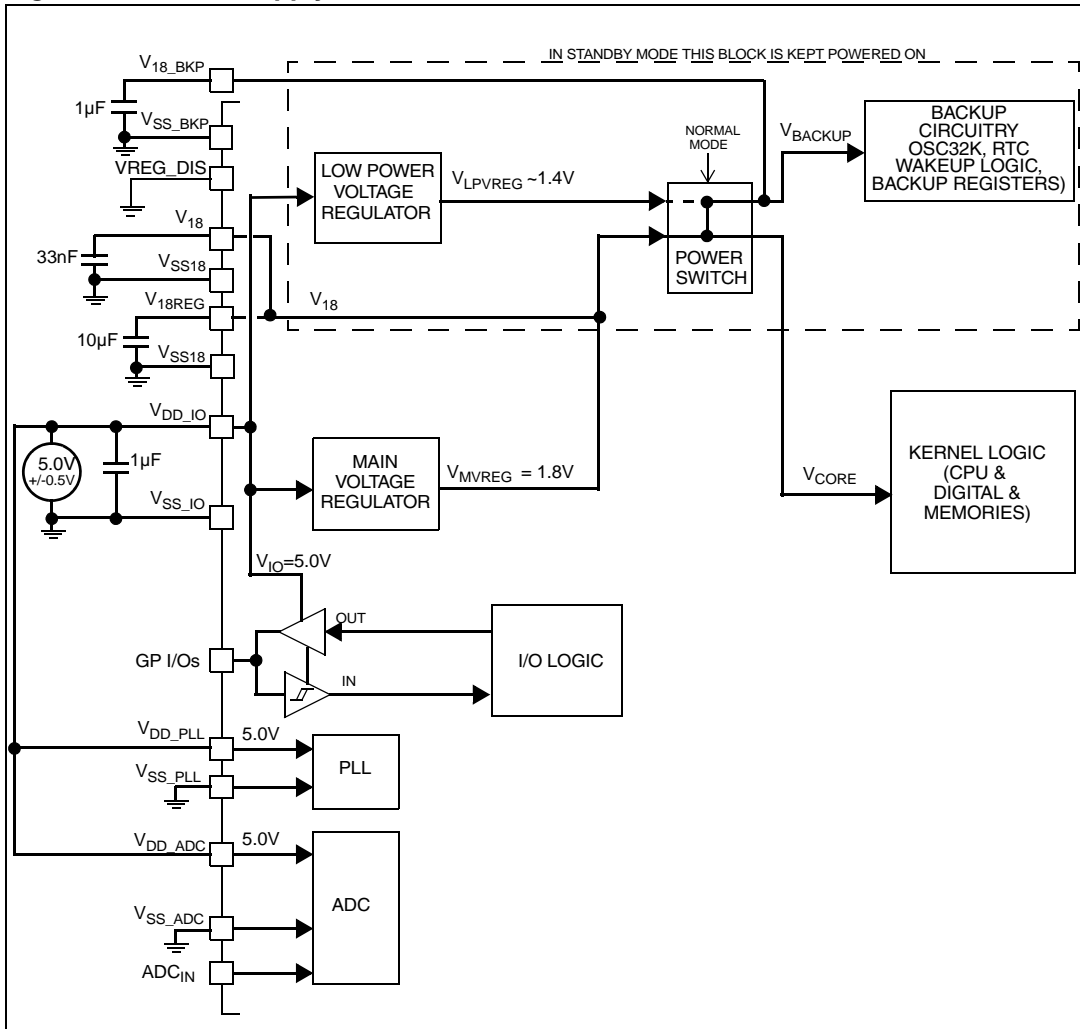 IN STANDBY MODE THIS BLOCK IS KEPT POWERED ON
V18_BKP
1µF
VSS_BKP
VREG_DIS
V18
33nF
VSS18
V18REG
10µF
VSS18
V18
LOW POWER
VOLTAGE
REGULATOR
VLPVREG ~1.4V
NORMAL
MODE
POWER
SWITCH
VBACKUP
BACKUP
CIRCUITRY
OSC32K, RTC
WAKEUP LOGIC,
BACKUP REGISTERS)
VDD_IO
5.0V
+/-0.5V
1µF
VSS_IO
MAIN
VOLTAGE
REGULATOR
VMVREG = 1.8V
VCORE
KERNEL LOGIC
(CPU &
DIGITAL &
MEMORIES)
VIO=5.0V
OUT
GP I/Os
IN
I/O LOGIC
VDD_PLL
5.0V
VSS_PLL
PLL
VDD_ADC
5.0V
VSS_ADC
ADCIN
ADC